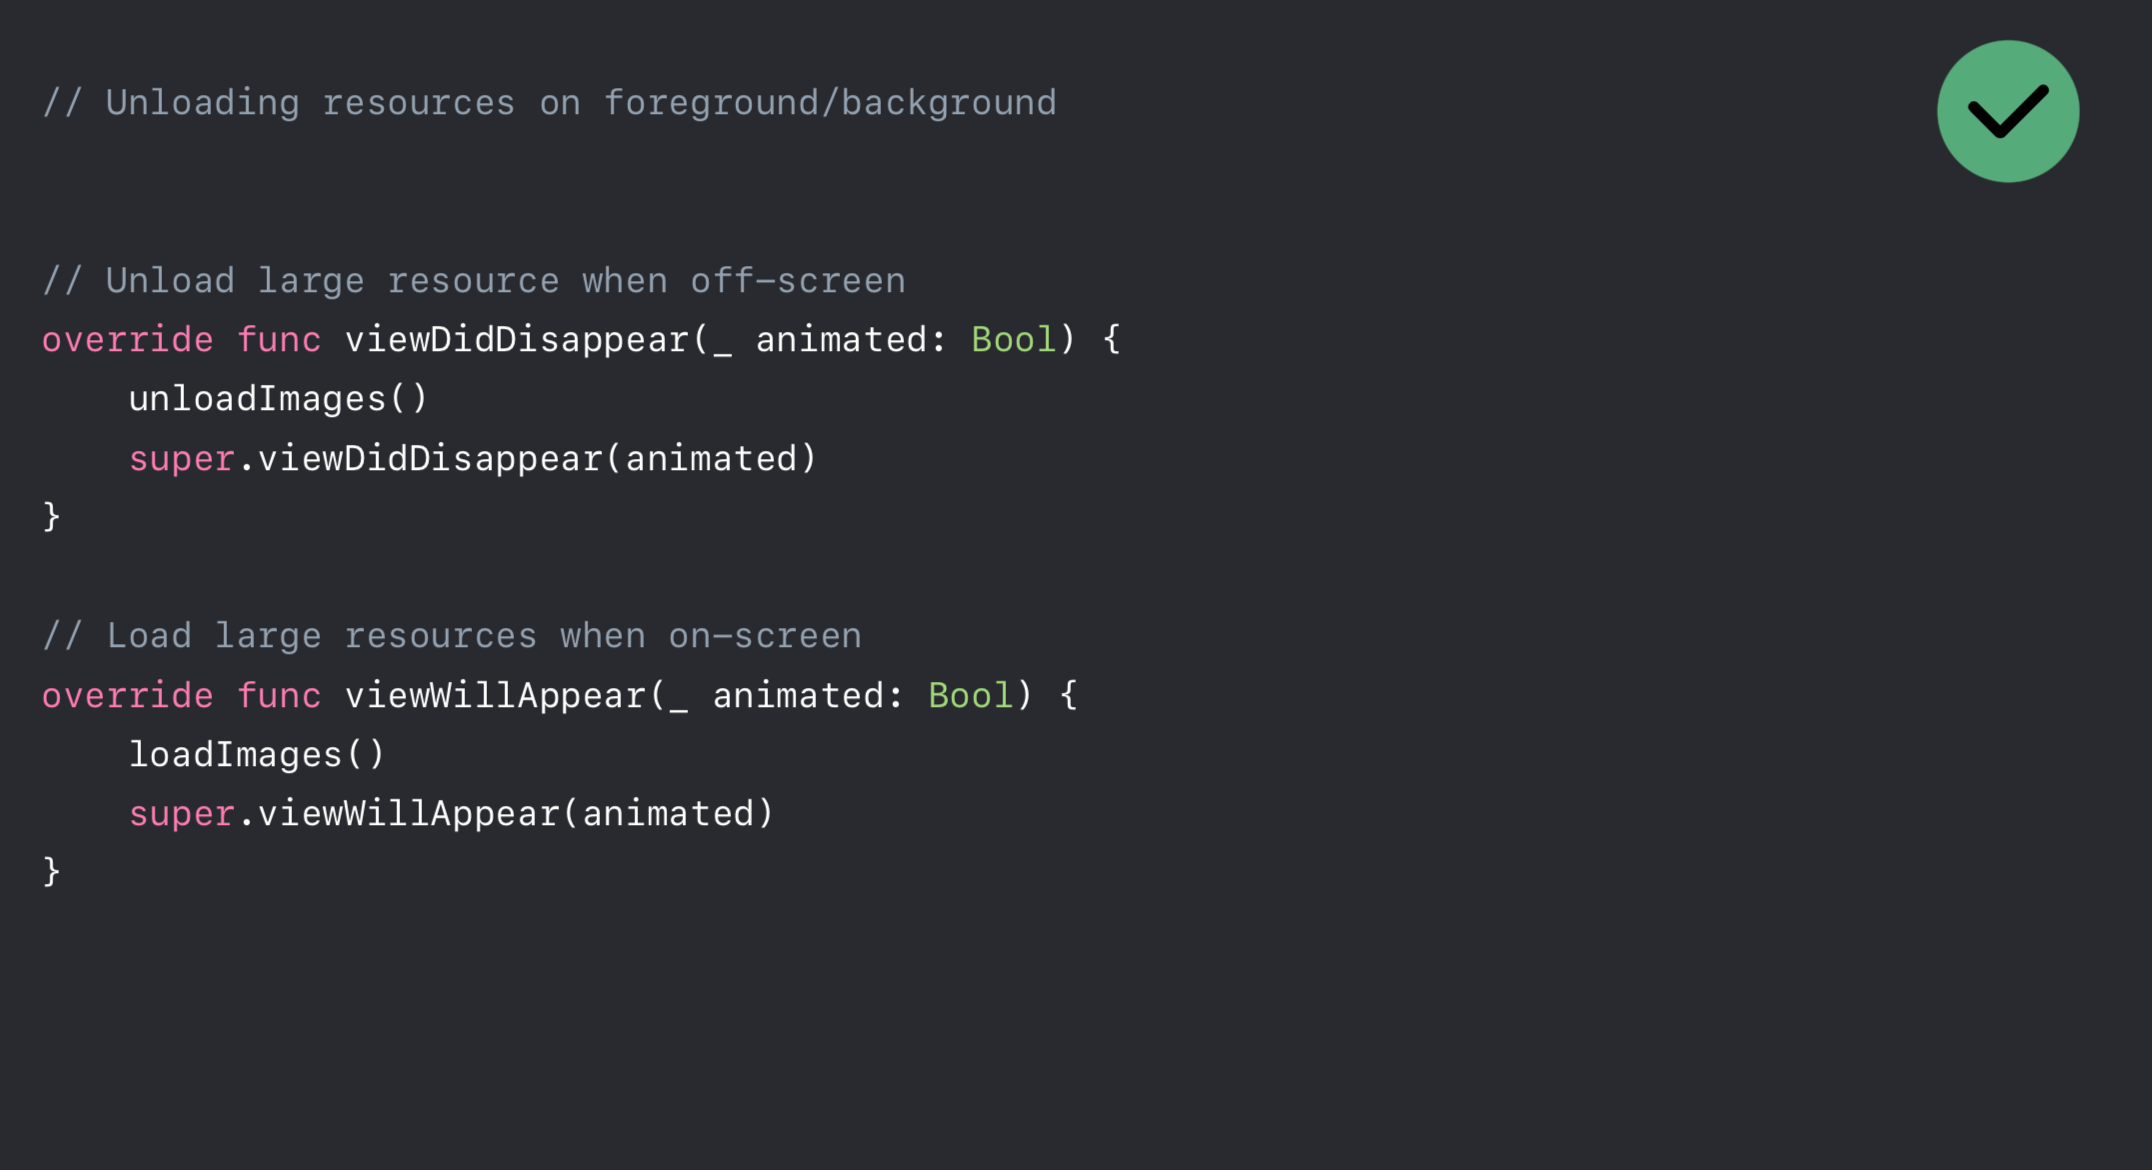 // Unloading resources on foreground/background
// Unload large resource when off-screen
override func viewDidDisappear(_ animated: Bool) {
    unloadImages()
    super.viewDidDisappear(animated)
}
// Load large resources when on-screen
override func viewWillAppear(_ animated: Bool) {
    loadImages()
    super.viewWillAppear(animated)
}